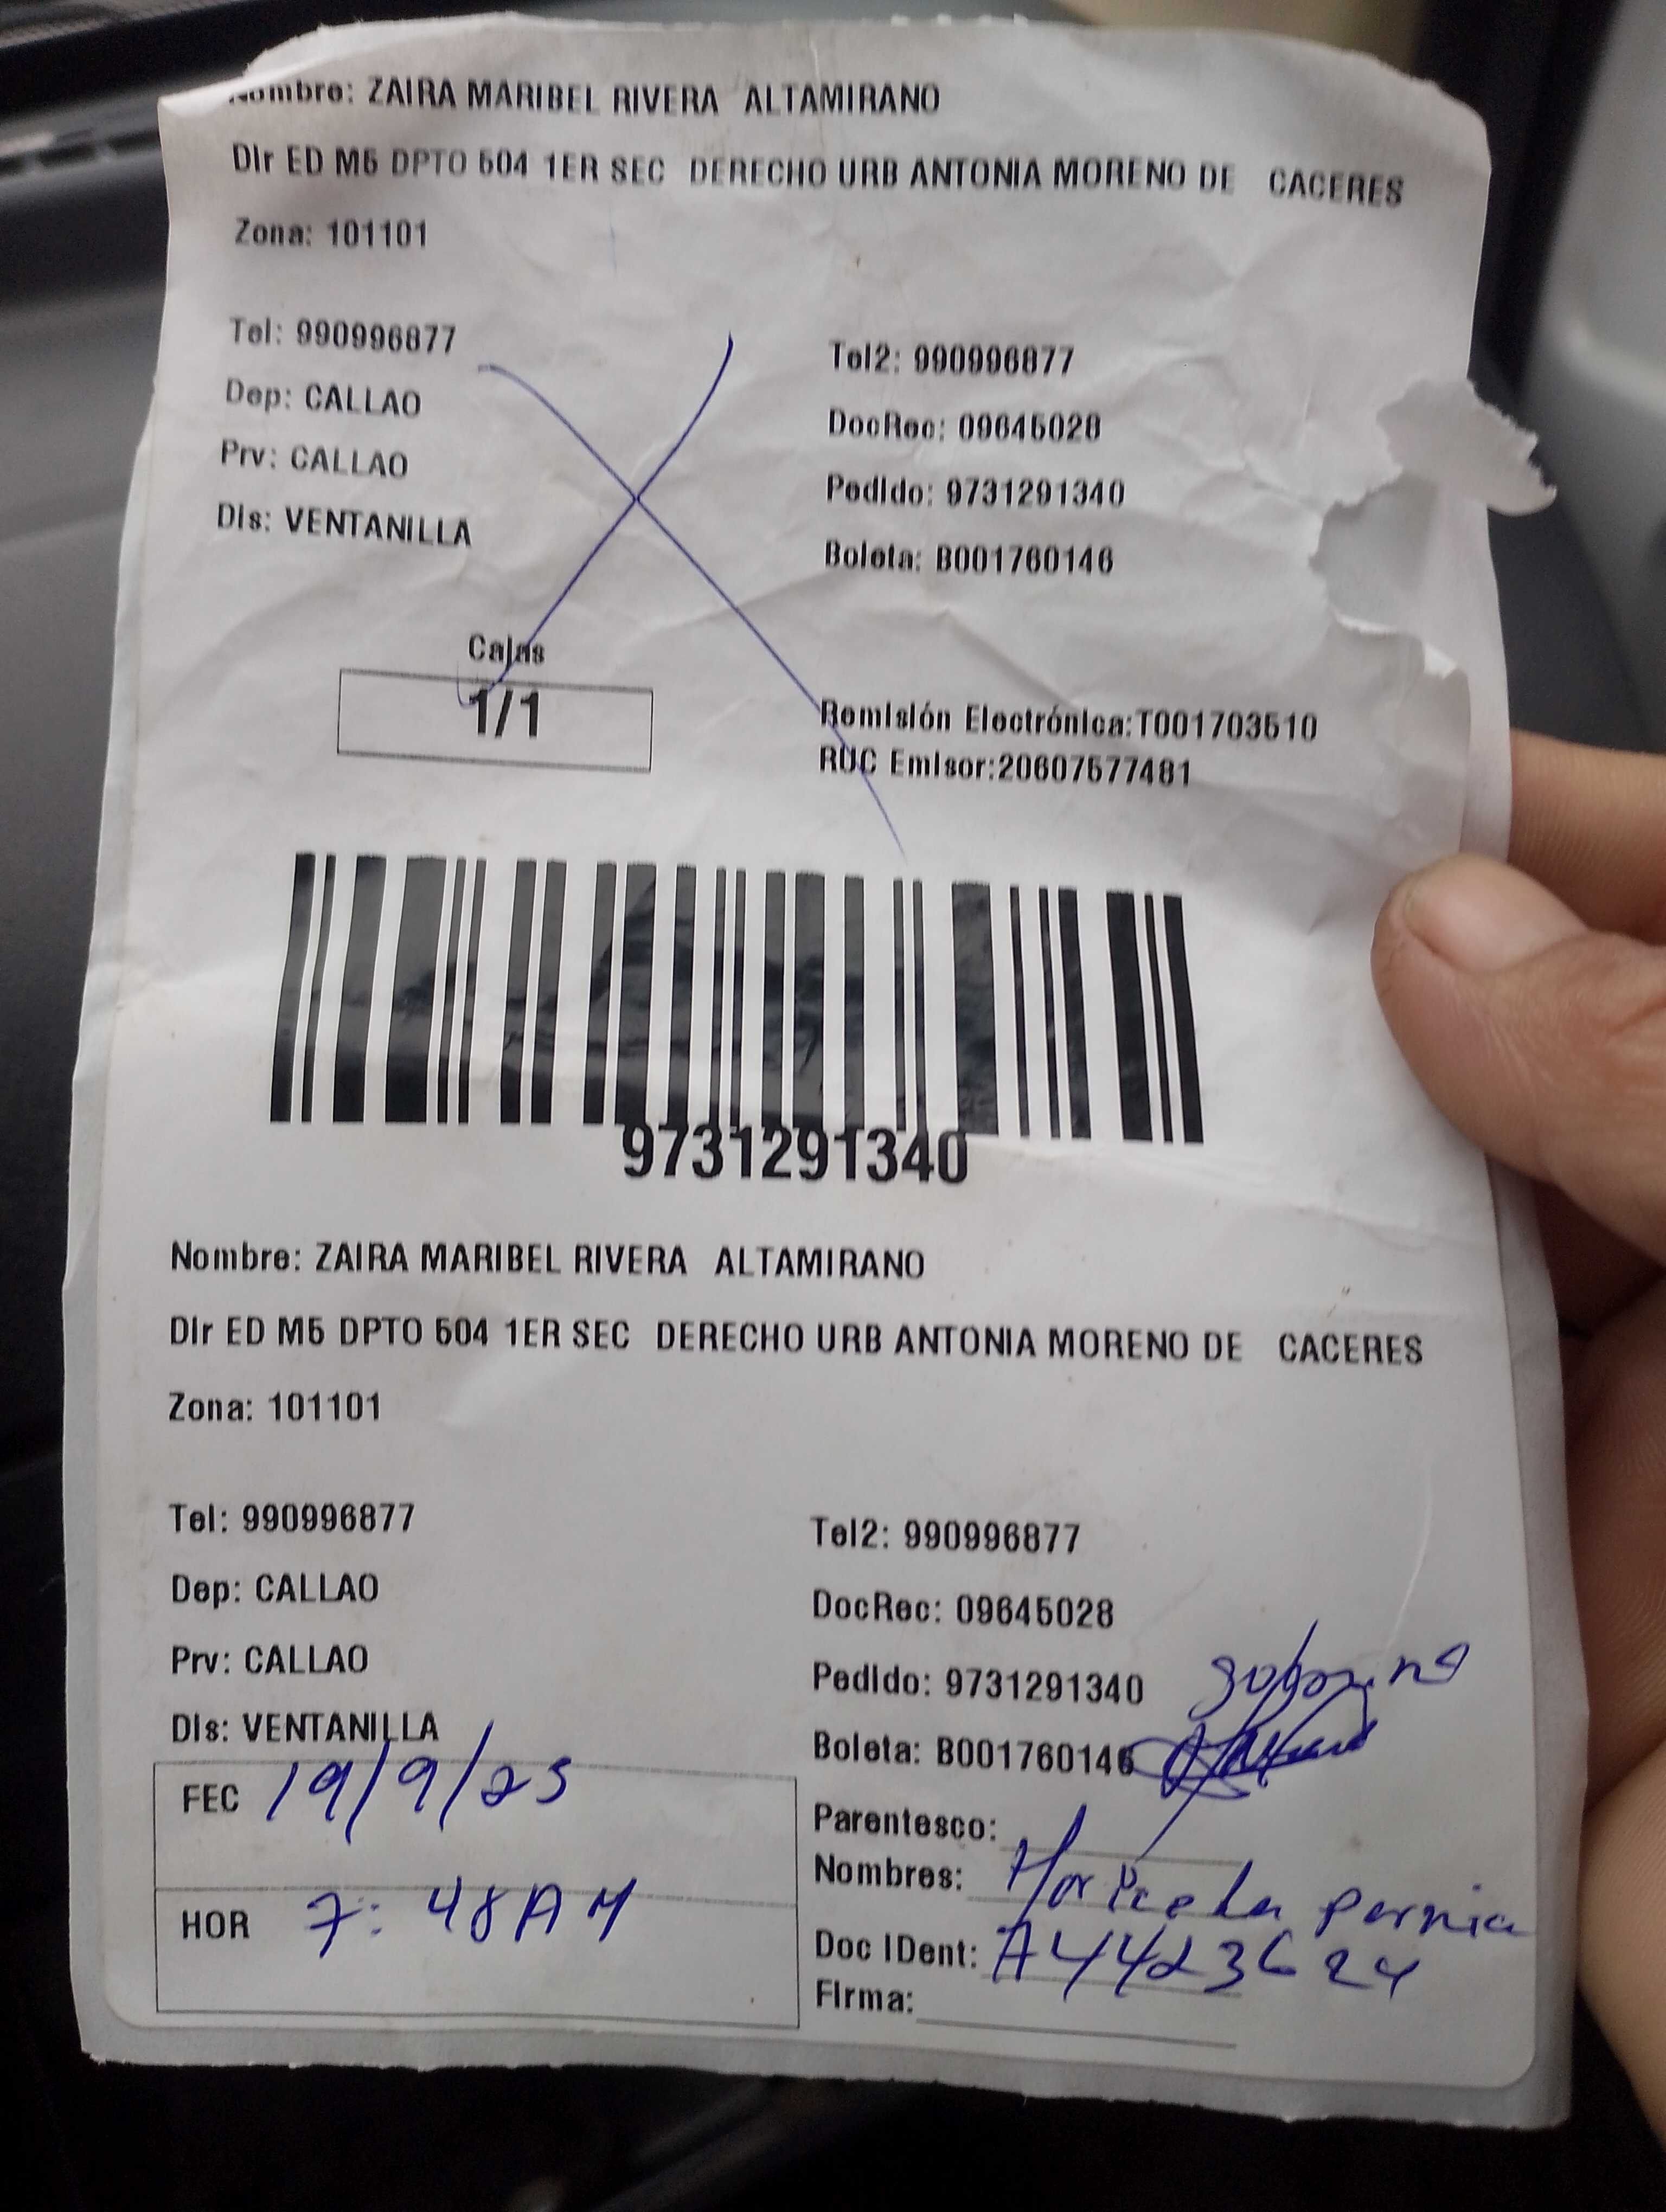 Nombre: ZAIRA MARIBEL RIVERA ALTAMIRANO
Dir ED M5 DPTO 504 1ER SEC DERECHO URB ANTONIA MORENO DE CACERES
Zona: 101101
Tel: 990996877
Tel2: 990996877
Dep: CALLAO
DocRec: 09645028
Prv: CALLAO
Pedido: 9731291340
Dis: VENTANILLA
Boleta: B001760146
Cajas
1/1
Remisión Electrónica:T001703510
RUC Emisor:20607577481
9731291340
Nombre: ZAIRA MARIBEL RIVERA ALTAMIRANO
Dir ED M5 DPTO 504 1ER SEC DERECHO URB ANTONIA MORENO DE CACERES
Zona: 101101
Tel: 990996877
Tel2: 990996877
Dep: CALLAO
DocRec: 09645028
Prv: CALLAO
Pedido: 9731291340
Dis: VENTANILLA
Boleta: B001760146
FEC 19/9/25
Parentesco:
Nombres: pernia
HOR 7:48AM
Doc IDent: A4423624
Firma: